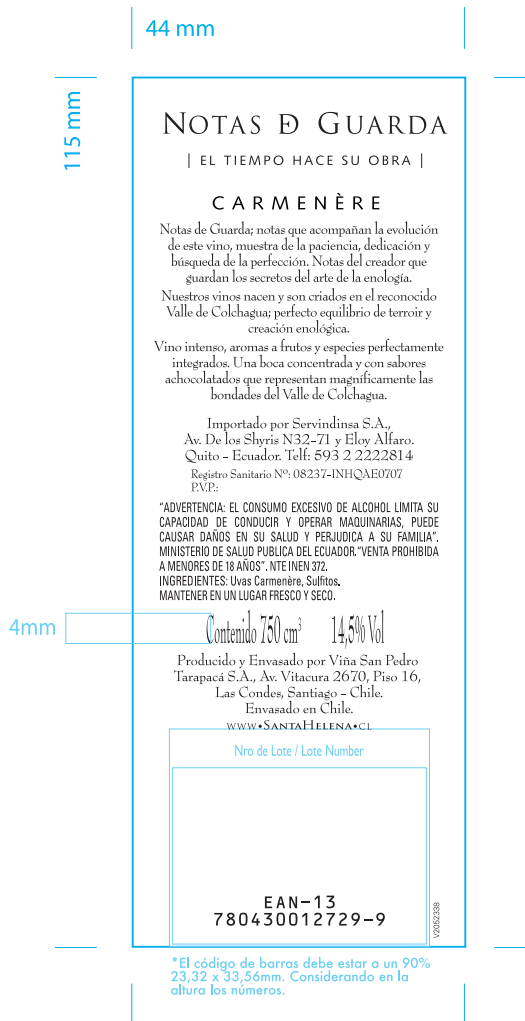 44 mm
115 mm
NOTAS DE GUARDA
| EL TIEMPO HACE SU OBRA |
CARMENÈRE
Notas de Guarda; notas que acompañan la evolución
de este vino, muestra de la paciencia, dedicación y
búsqueda de la perfección. Notas del creador que
guardan los secretos del arte de la enología.
Nuestros vinos nacen y son criados en el reconocido
Valle de Colchagua; perfecto equilibrio de terroir y
creación enológica.
Vino intenso, aromas a frutos y especies perfectamente
integrados. Una boca concentrada y con sabores
achocolatados que representan magníficamente las
bondades del Valle de Colchagua.
Importado por Servindinsa S.A.,
Av. De los Shyris N32-71 y Eloy Alfaro.
Quito - Ecuador. Telf: 593 2 2222814
Registro Sanitario Nº: 08237-INHQAE0707
P.V.P.:
"ADVERTENCIA: EL CONSUMO EXCESIVO DE ALCOHOL LIMITA SU
CAPACIDAD DE CONDUCIR Y OPERAR MAQUINARIAS, PUEDE
CAUSAR DAÑOS EN SU SALUD Y PERJUDICA A SU FAMILIA".
MINISTERIO DE SALUD PUBLICA DEL ECUADOR. "VENTA PROHIBIDA
A MENORES DE 18 AÑOS". NTE INEN 372.
INGREDIENTES: Uvas Carmenère, Sulfitos.
MANTENER EN UN LUGAR FRESCO Y SECO.
4mm
Contenido 750 cm³ 14,5% Vol
Producido y Envasado por Viña San Pedro
Tarapacá S.A., Av. Vitacura 2670, Piso 16,
Las Condes, Santiago - Chile.
Envasado en Chile.
WWW•SANTAHELENA•CL
Nro de Lote / Lote Number
EAN-13
780430012729-9
V2052338
*El código de barras debe estar a un 90%
23,32 x 33,56mm. Considerando en la
altura los números.